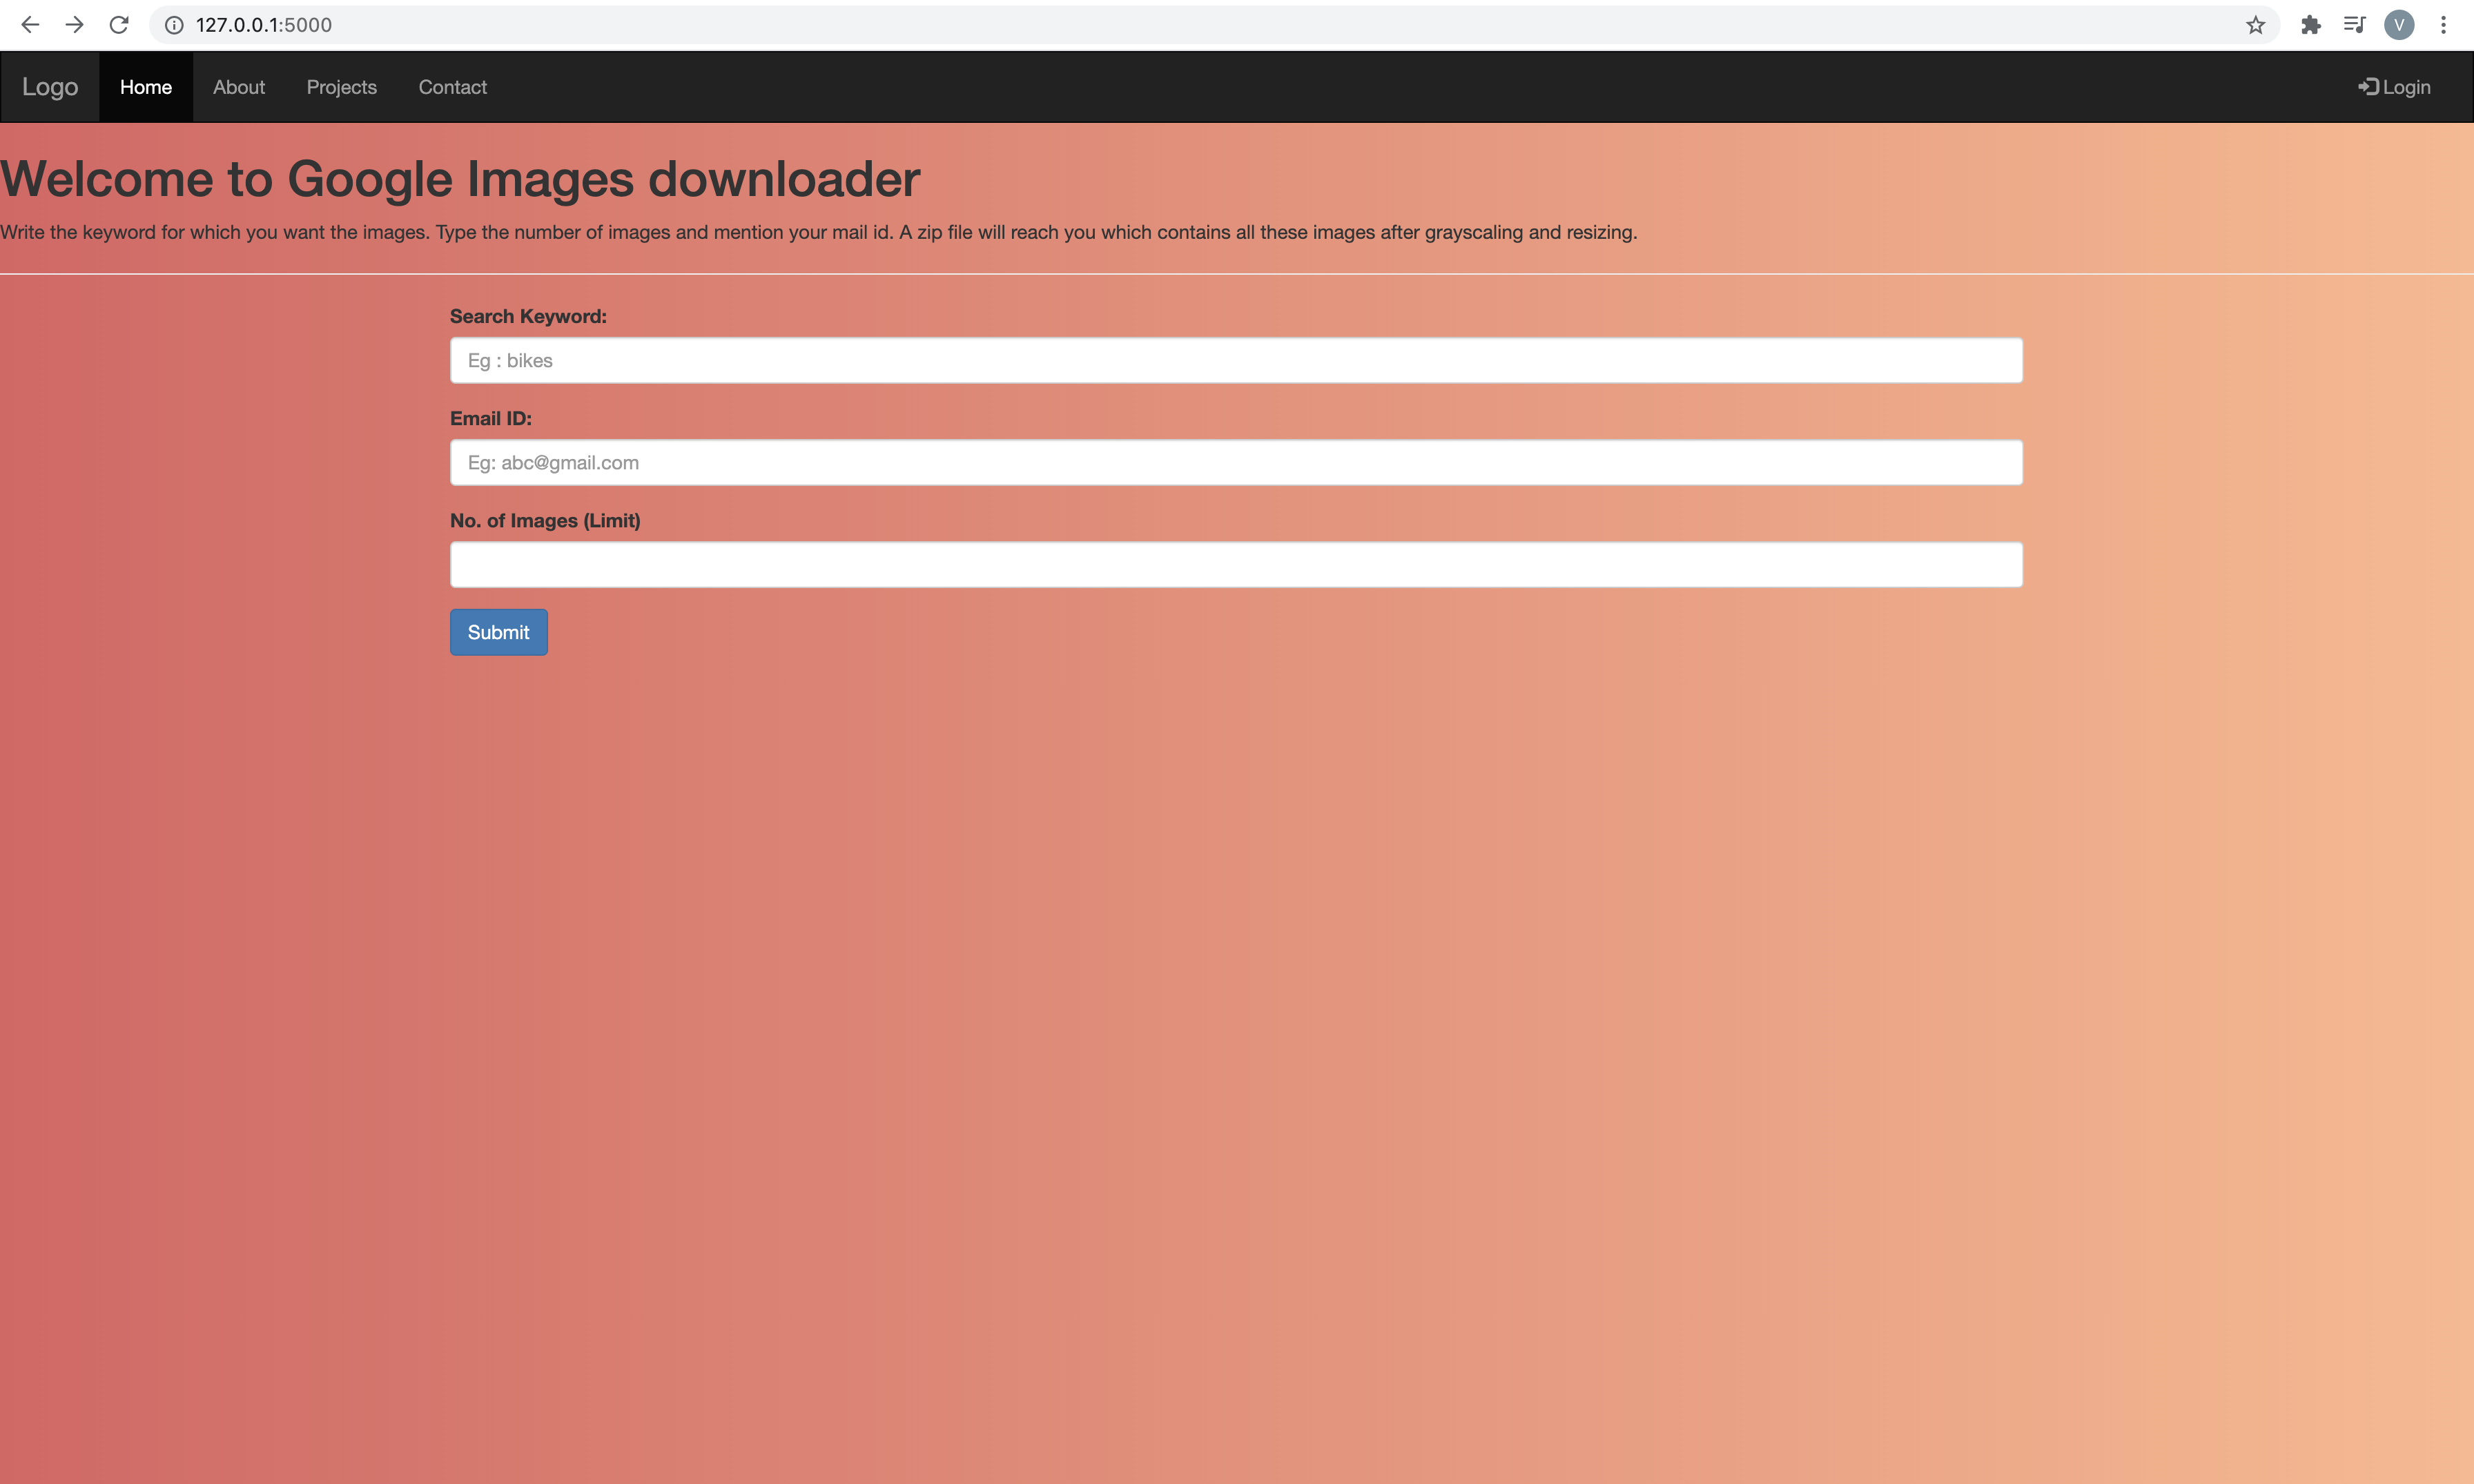 127.0.0.1:5000
V
Logo Home About Projects Contact Login
Welcome to Google Images downloader
Write the keyword for which you want the images. Type the number of images and mention your mail id. A zip file will reach you which contains all these images after grayscaling and resizing.
Search Keyword:
Eg : bikes
Email ID:
Eg: abc@gmail.com
No. of Images (Limit)
Submit